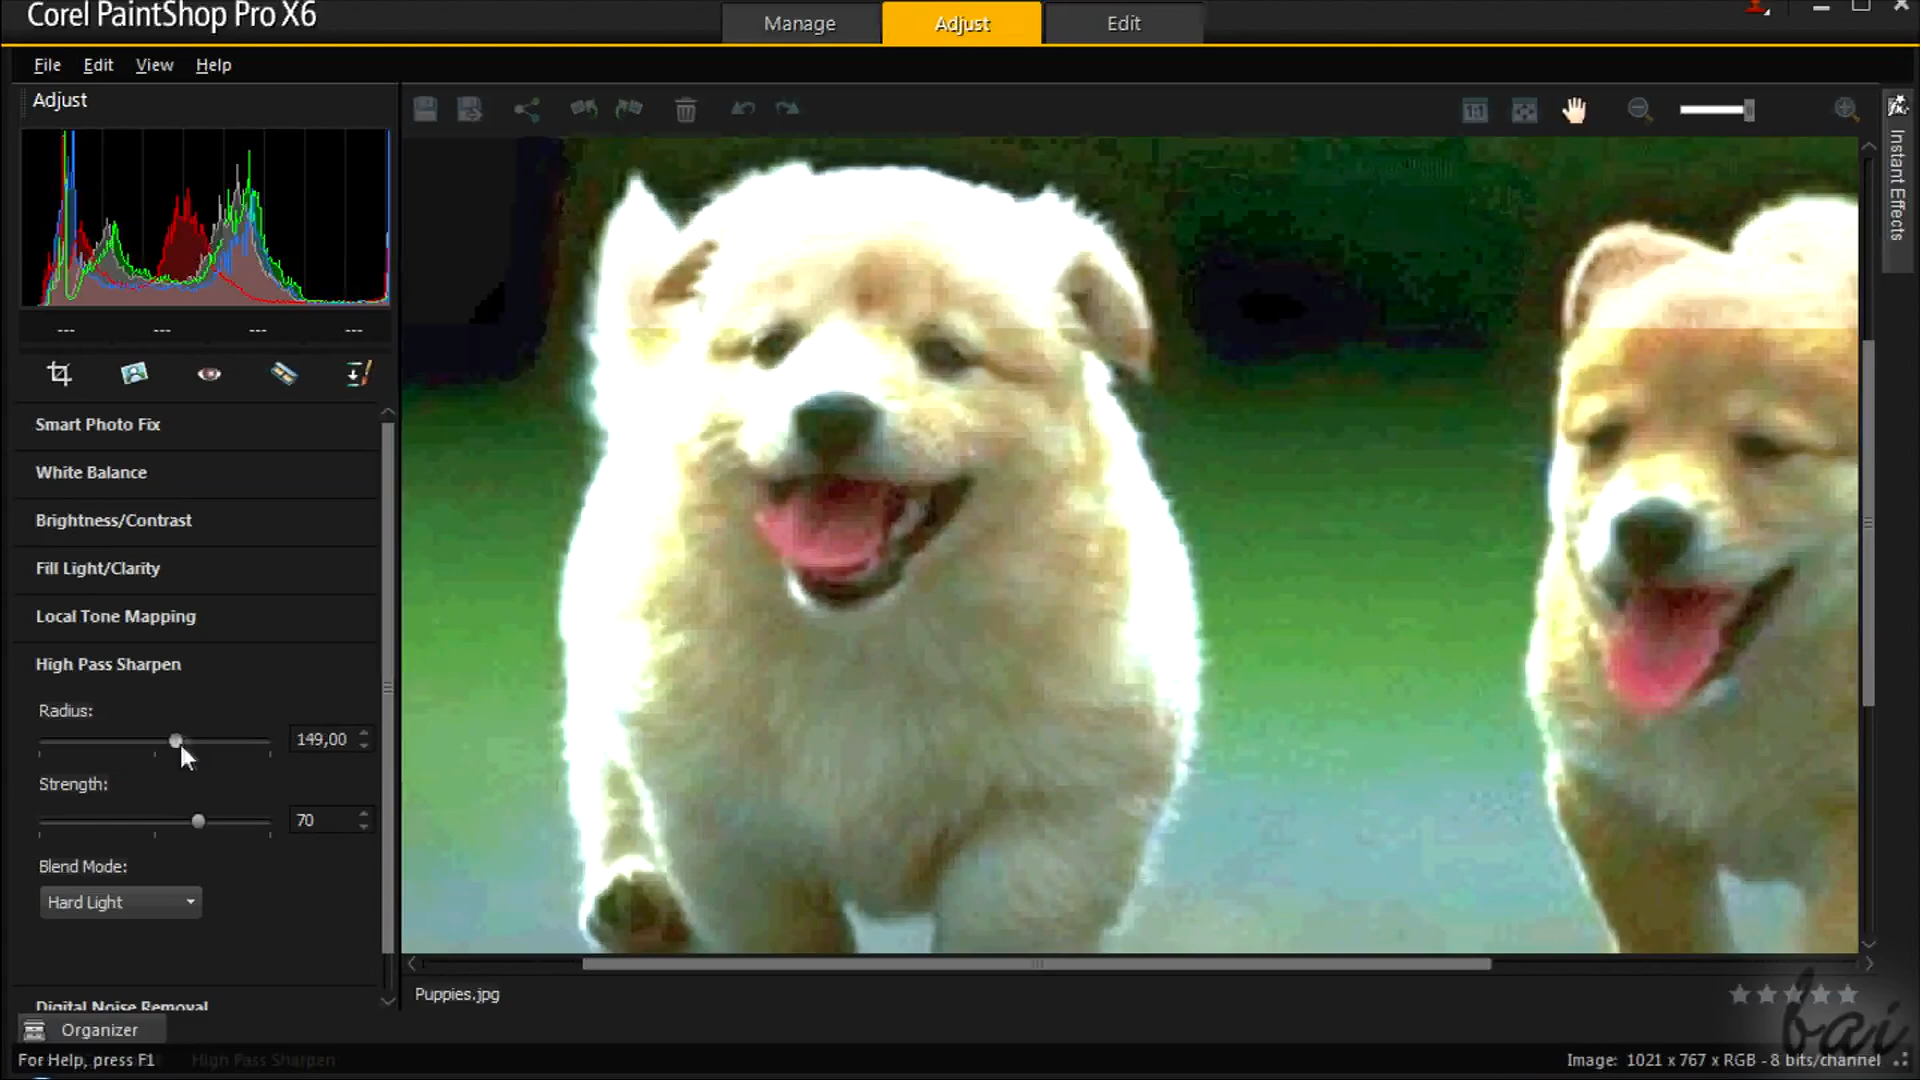 Corel PaintShop Pro X6
Manage
Adjust
Edit
File Edit View Help
Adjust
Instant Effects
--- --- --- ---
Smart Photo Fix
White Balance
Brightness/Contrast
Fill Light/Clarity
Local Tone Mapping
High Pass Sharpen
Radius:
149,00
Strength:
70
Blend Mode:
Hard Light
Digital Noise Removal
Puppies.jpg
Organizer
bai
For Help, press F1
High Pass Sharpen
Image: 1021 x 767 x RGB - 8 bits/channel